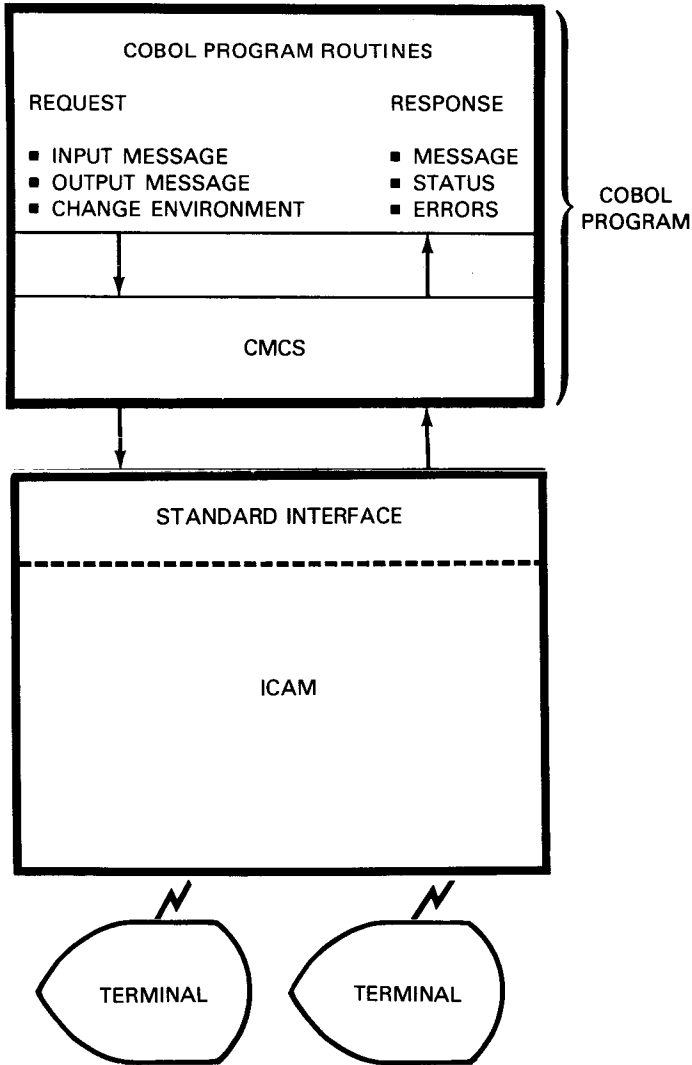 COBOL PROGRAM ROUTINES
REQUEST
■ INPUT MESSAGE
■ OUTPUT MESSAGE
■ CHANGE ENVIRONMENT
RESPONSE
■ MESSAGE
■ STATUS
■ ERRORS
COBOL
PROGRAM
CMCS
STANDARD INTERFACE
ICAM
TERMINAL
TERMINAL